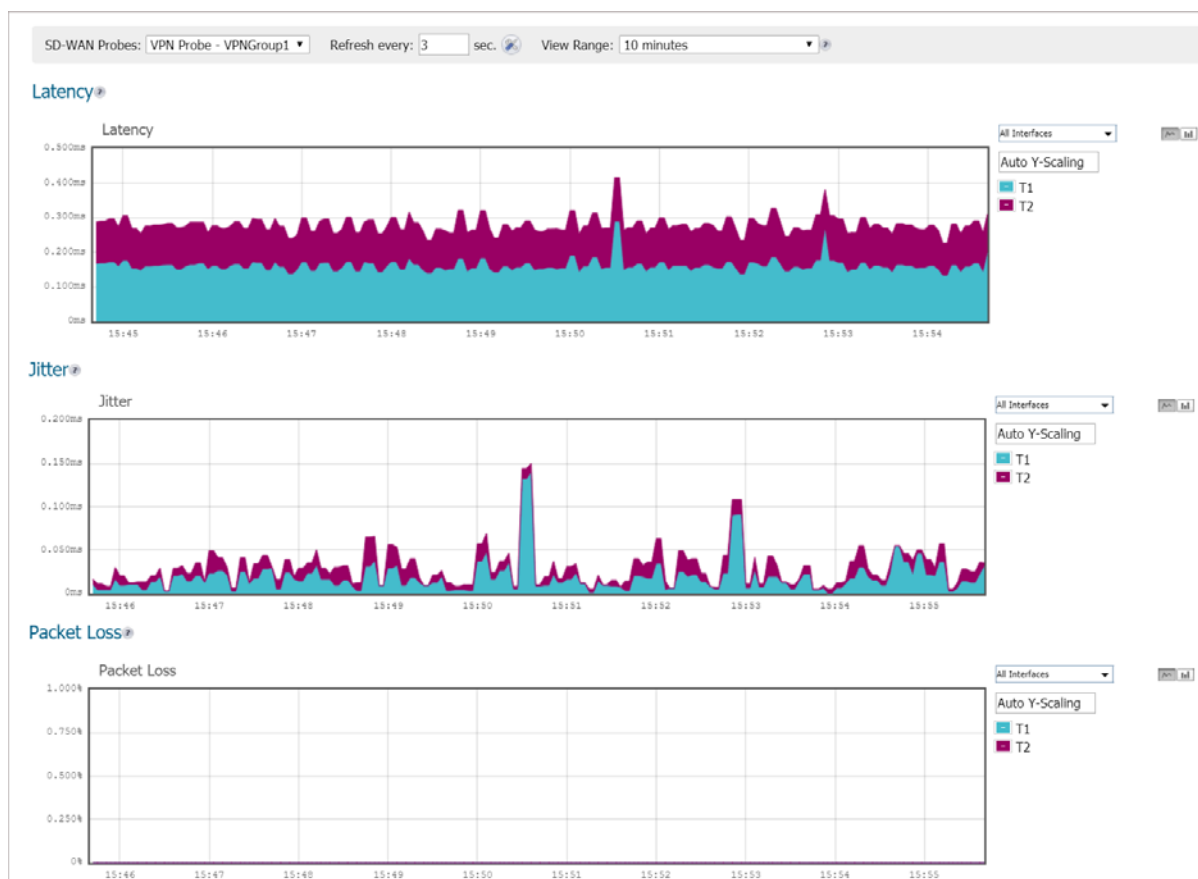 SD-WAN Probes: VPN Probe - VPNGroup1 Refresh every: 3 sec. View Range: 10 minutes
Latency
Latency
All Interfaces
Auto Y-Scaling
T1
T2
0.500ms
0.400ms
0.300ms
0.200ms
0.100ms
0ms
15:45 15:46 15:47 15:48 15:49 15:50 15:51 15:52 15:53 15:54
Jitter
Jitter
All Interfaces
Auto Y-Scaling
T1
T2
0.200ms
0.150ms
0.100ms
0.050ms
0ms
15:46 15:47 15:48 15:49 15:50 15:51 15:52 15:53 15:54 15:55
Packet Loss
Packet Loss
All Interfaces
Auto Y-Scaling
T1
T2
1.000%
0.750%
0.500%
0.250%
0%
15:46 15:47 15:48 15:49 15:50 15:51 15:52 15:53 15:54 15:55